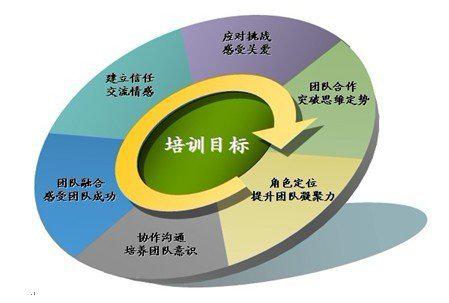 应对挑战
感受关爱
团队合作
突破思维定势
角色定位
提升团队凝聚力
协作沟通
培养团队意识
团队融合
感受团队成功
建立信任
交流情感
培训目标